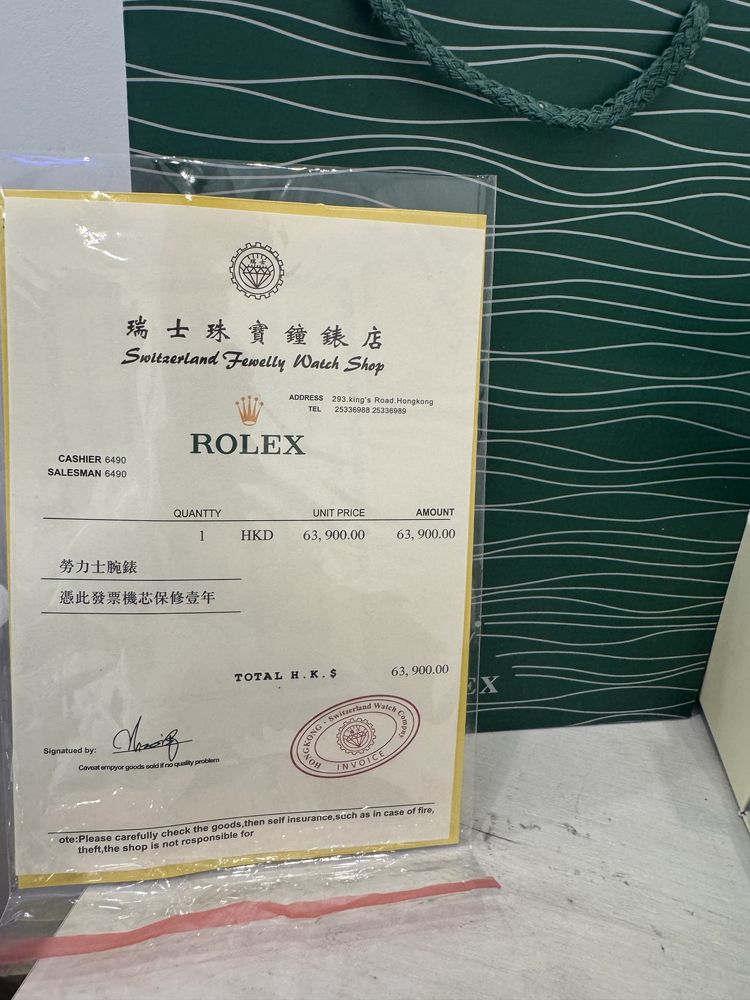 瑞士珠寶鐘錶店
Switzerland Fewelly Watch Shop
ADDRESS 293.king's Road.Hongkong
TEL 25336988 25336989
ROLEX
CASHIER 6490
SALESMAN 6490
QUANTTY UNIT PRICE AMOUNT
1 HKD 63,900.00 63,900.00
勞力士腕錶
憑此發票機芯保修壹年
TOTAL H.K.$ 63,900.00
HONGKONG - Switzerland Watch Compny
INVOICE
Signatued by:
Caveat empyor goods sold if no quality problem
ote:Please carefully check the goods,then self insurance,such as in case of fire,
theft,the shop is not rosponsible for
EX